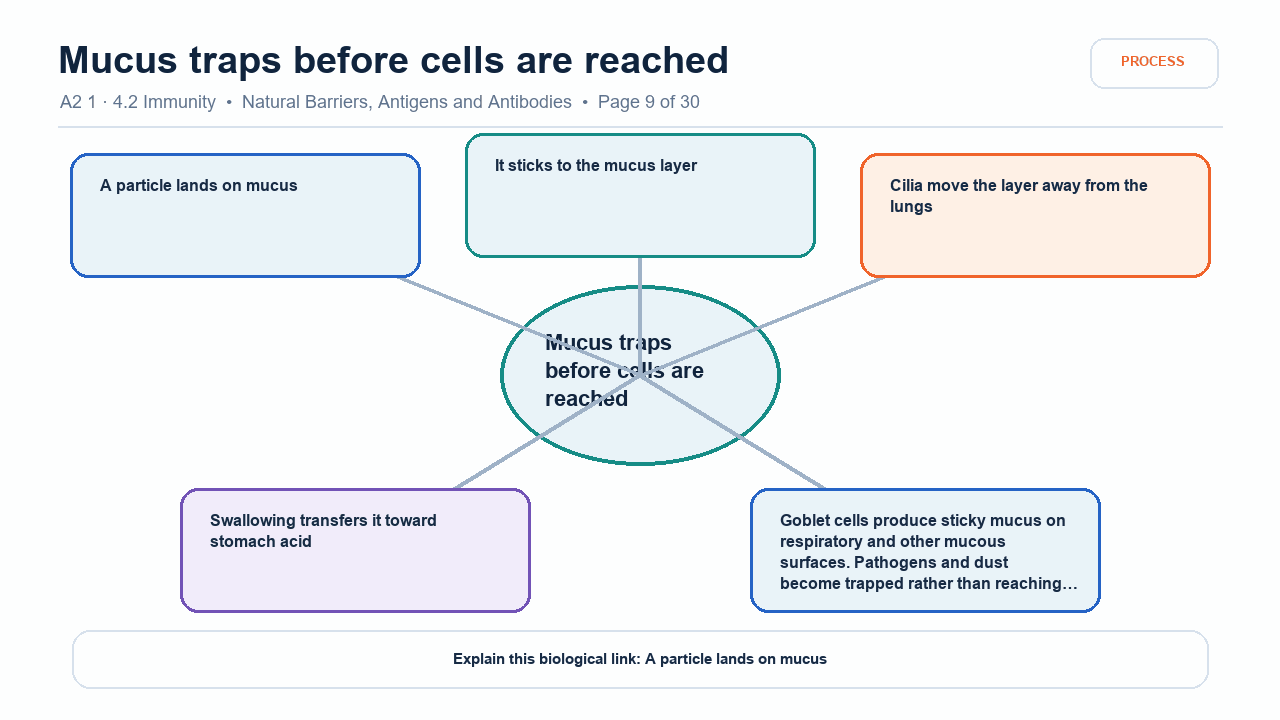 Mucus traps before cells are reached
PROCESS
A2 1 · 4.2 Immunity • Natural Barriers, Antigens and Antibodies • Page 9 of 30
A particle lands on mucus
It sticks to the mucus layer
Cilia move the layer away from the
lungs
Mucus traps
before cells are
reached
Swallowing transfers it toward
stomach acid
Goblet cells produce sticky mucus on
respiratory and other mucous
surfaces. Pathogens and dust
become trapped rather than reaching…
Explain this biological link: A particle lands on mucus